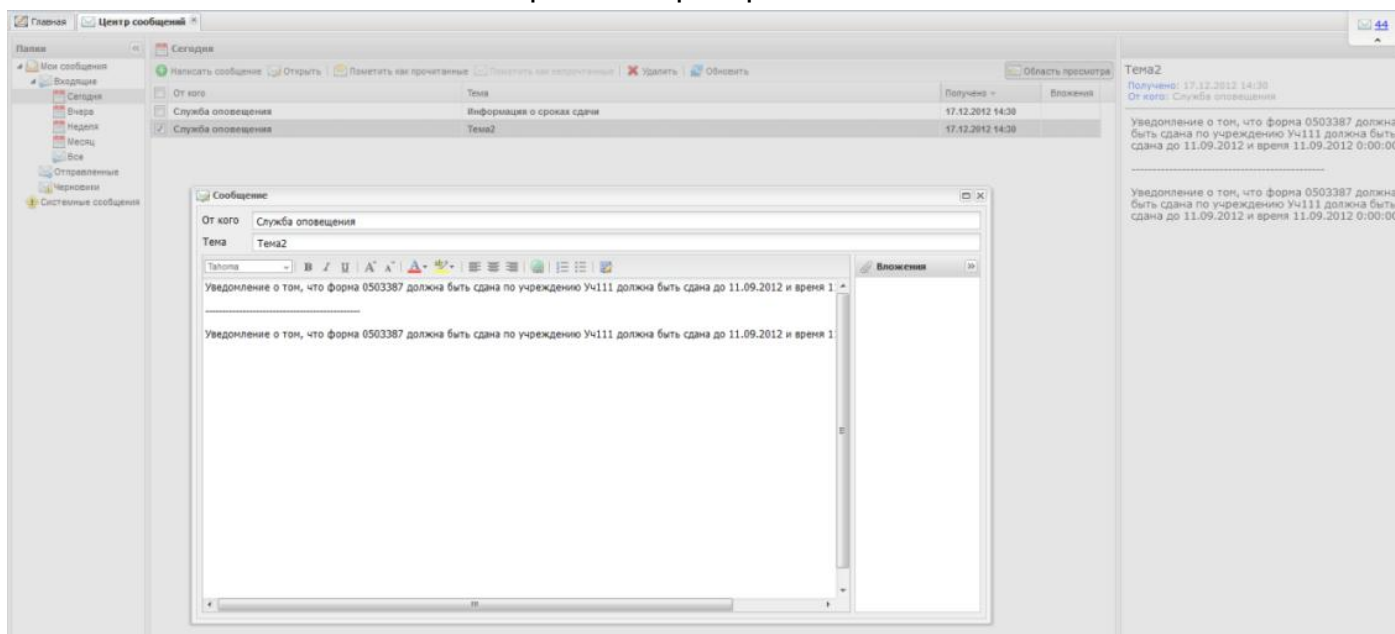 Главная
Центр сообщений
44
Папки
Мои сообщения
Входящие
Сегодня
Вчера
Неделя
Месяц
Все
Отправленные
Черновики
Системные сообщения
Сегодня
Написать сообщение Открыть Пометить как прочитанные Пометить как непрочитанные Удалить Обновить Область просмотра
От кого Тема Получено Вложения
Служба оповещения Информация о сроках сдачи 17.12.2012 14:30
Служба оповещения Тема2 17.12.2012 14:30
Сообщение
От кого Служба оповещения
Тема Тема2
Tahoma
Вложения
Уведомление о том, что форма 0503387 должна быть сдана по учреждению Уч111 должна быть сдана до 11.09.2012 и время 1
----------------------------------------------
Уведомление о том, что форма 0503387 должна быть сдана по учреждению Уч111 должна быть сдана до 11.09.2012 и время 1
Тема2
Получено: 17.12.2012 14:30
От кого: Служба оповещения
Уведомление о том, что форма 0503387 должна
быть сдана по учреждению Уч111 должна быть
сдана до 11.09.2012 и время 11.09.2012 0:00:00
----------------------------------------------
Уведомление о том, что форма 0503387 должна
быть сдана по учреждению Уч111 должна быть
сдана до 11.09.2012 и время 11.09.2012 0:00:00